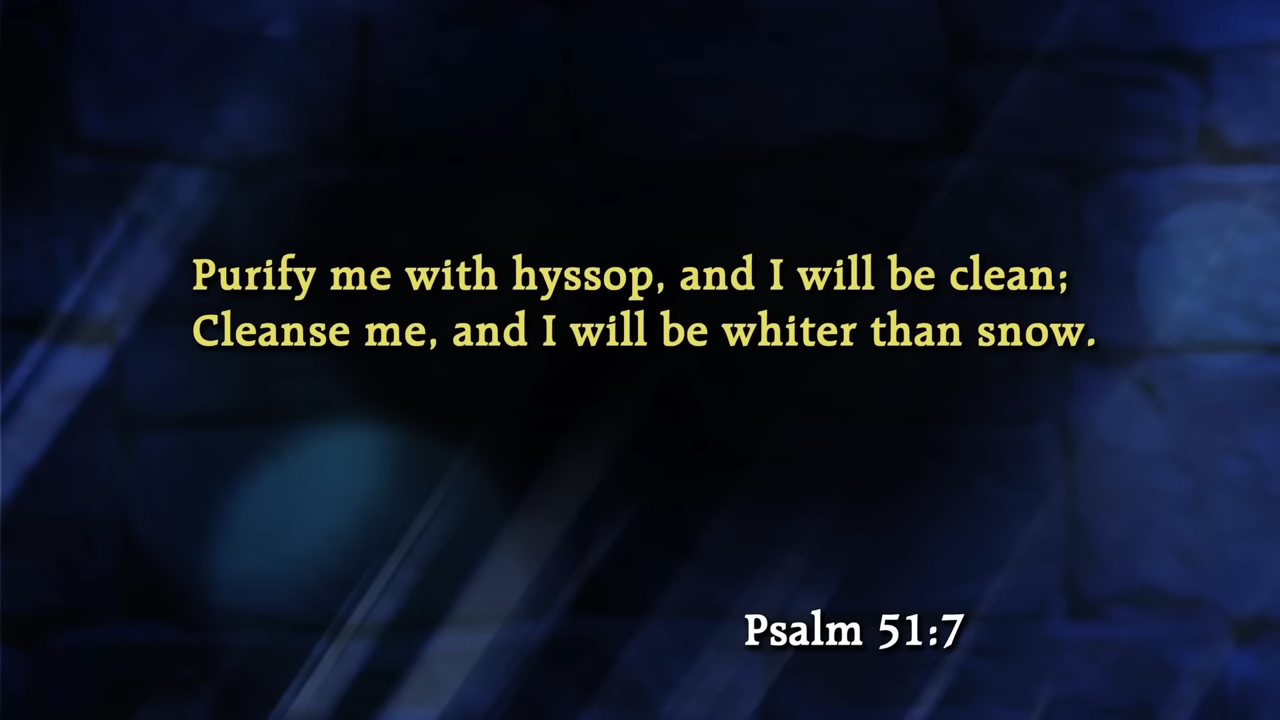 Purify me with hyssop, and I will be clean;
Cleanse me, and I will be whiter than snow.
Psalm 51:7